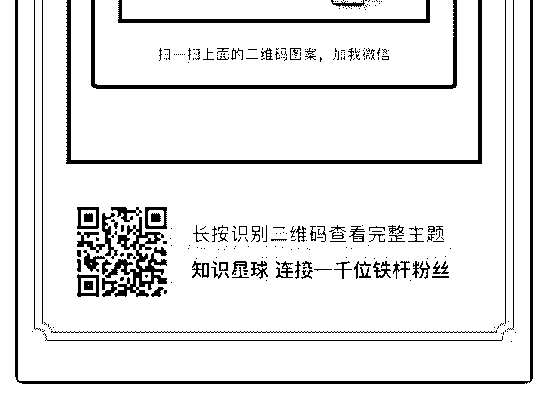 扫一扫上面的二维码图案，加我微信
长按识别二维码查看完整主题
知识星球 连接一千位铁杆粉丝